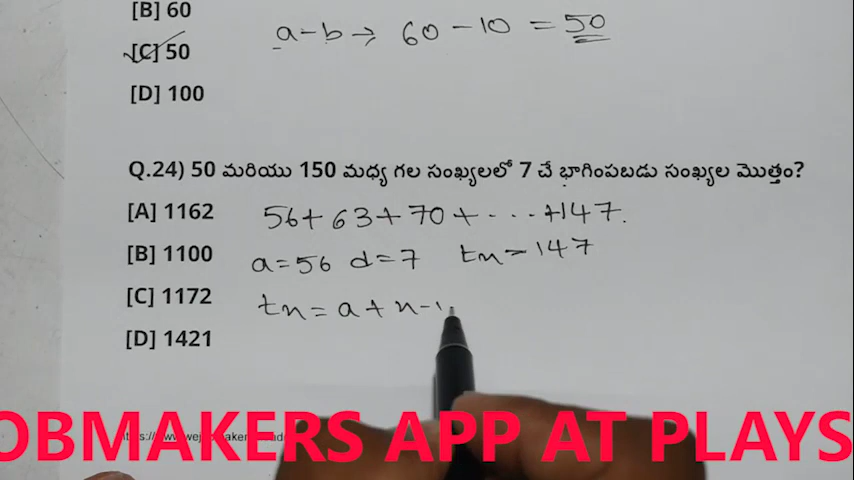 [B] 60
a-b → 60-10 = 50
[C] 50
[D] 100
Q.24) 50 మరియు 150 మధ్య గల సంఖ్యలలో 7 చే భాగింపబడు సంఖ్యల మొత్తం?
[A] 1162
56+63+70+.....+147.
[B] 1100
a=56 d=7 tn=147
[C] 1172
tn=a+n-1
[D] 1421
OBMAKERS APP AT PLAYS